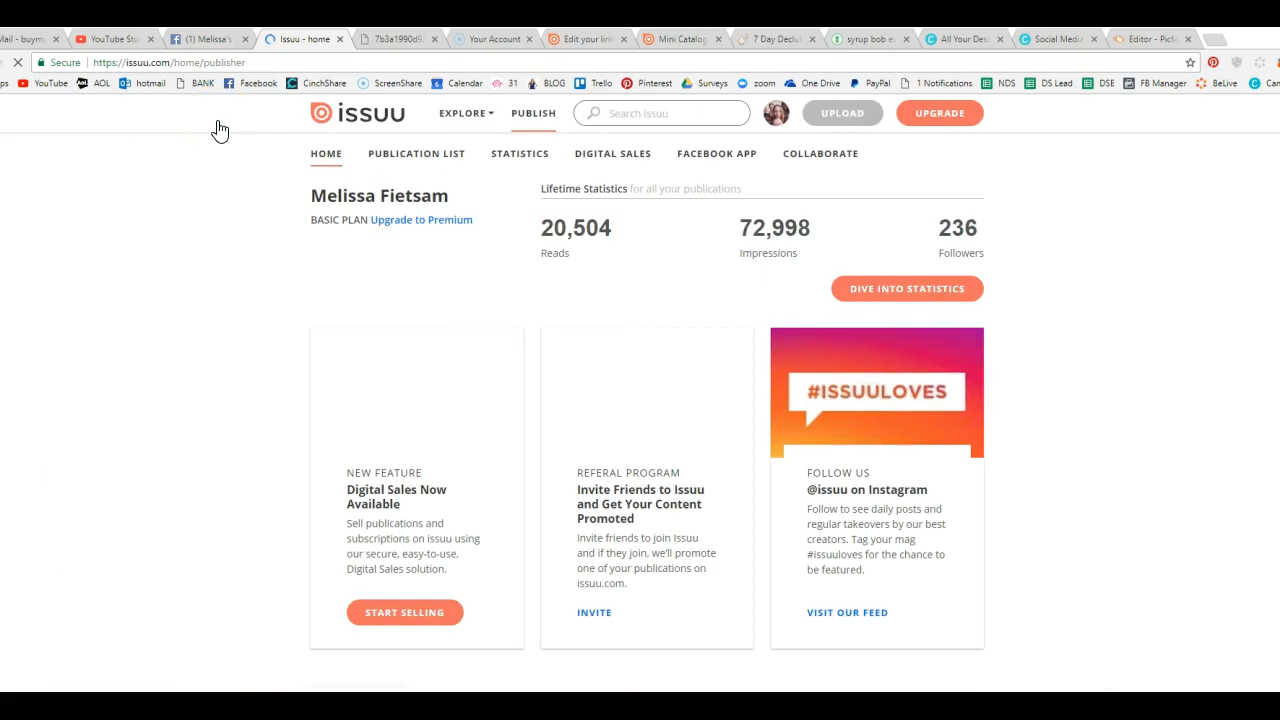 Mail - buym
YouTube Stu
(1) Melissa's
Issuu - home
7b3a1990d9
Your Account
Edit your lin
Mini Catalog
7 Day Declut
syrup bob e
All Your Des
Social Media
Editor - PicM
Secure
https://issuu.com/home/publisher
ps
YouTube
AOL
hotmail
BANK
Facebook
CinchShare
ScreenShare
Calendar
31
BLOG
Trello
Pinterest
Surveys
zoom
One Drive
PayPal
1 Notifications
NDS
DS Lead
DSE
FB Manager
BeLive
Can
issuu
EXPLORE
PUBLISH
Search issuu
UPLOAD
UPGRADE
HOME
PUBLICATION LIST
STATISTICS
DIGITAL SALES
FACEBOOK APP
COLLABORATE
Melissa Fietsam
BASIC PLAN Upgrade to Premium
Lifetime Statistics for all your publications
20,504
Reads
72,998
Impressions
236
Followers
DIVE INTO STATISTICS
NEW FEATURE
Digital Sales Now
Available
Sell publications and
subscriptions on issuu using
our secure, easy-to-use,
Digital Sales solution.
START SELLING
REFERAL PROGRAM
Invite Friends to Issuu
and Get Your Content
Promoted
Invite friends to join Issuu
and if they join, we'll promote
one of your publications on
issuu.com.
INVITE
#ISSUULOVES
FOLLOW US
@issuu on Instagram
Follow to see daily posts and
regular takeovers by our best
creators. Tag your mag
#issuuloves for the chance to
be featured.
VISIT OUR FEED